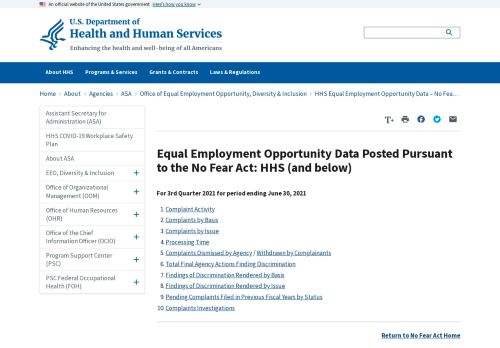 An official website of the United States government Here's how you know
U.S. Department of
Health and Human Services
Enhancing the health and well-being of all Americans
About HHS Programs & Services Grants & Contracts Laws & Regulations
Home > About > Agencies > ASA > Office of Equal Employment Opportunity, Diversity & Inclusion > HHS Equal Employment Opportunity Data – No Fea...
Assistant Secretary for
Administration (ASA)
HHS COVID-19 Workplace Safety
Plan
About ASA
EEO, Diversity & Inclusion
Office of Organizational
Management (OOM)
Office of Human Resources
(OHR)
Office of the Chief
Information Officer (OCIO)
Program Support Center
(PSC)
PSC Federal Occupational
Health (FOH)
T+
Equal Employment Opportunity Data Posted Pursuant
to the No Fear Act: HHS (and below)
For 3rd Quarter 2021 for period ending June 30, 2021
1. Complaint Activity
2. Complaints by Basis
3. Complaints by Issue
4. Processing Time
5. Complaints Dismissed by Agency / Withdrawn by Complainants
6. Total Final Agency Actions Finding Discrimination
7. Findings of Discrimination Rendered by Basis
8. Findings of Discrimination Rendered by Issue
9. Pending Complaints Filed in Previous Fiscal Years by Status
10. Complaints Investigations
Return to No Fear Act Home